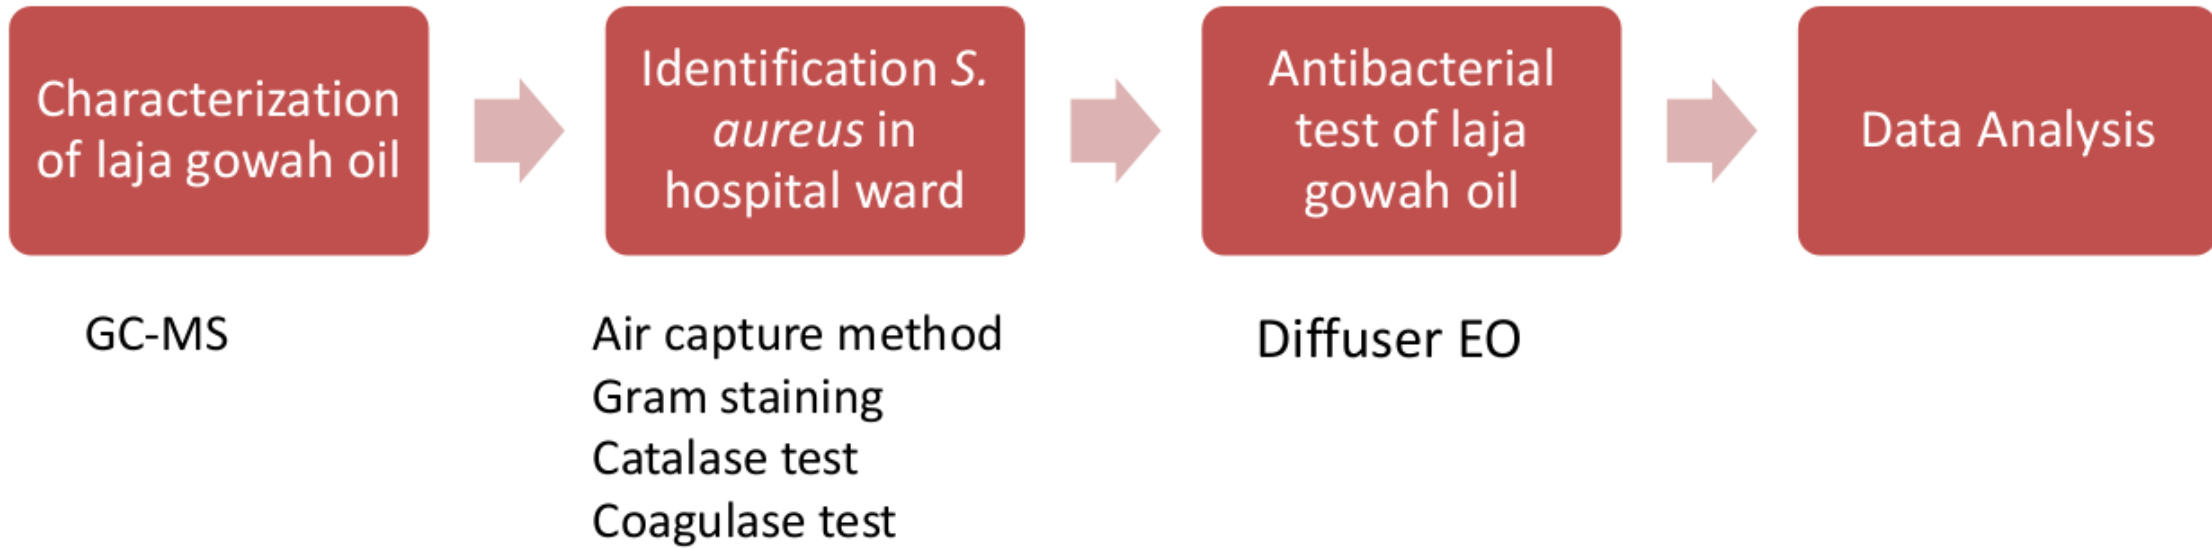 Characterization
of laja gowah oil
Identification S.
aureus in
hospital ward
Antibacterial
test of laja
gowah oil
Data Analysis
GC-MS
Air capture method
Gram staining
Catalase test
Coagulase test
Diffuser EO